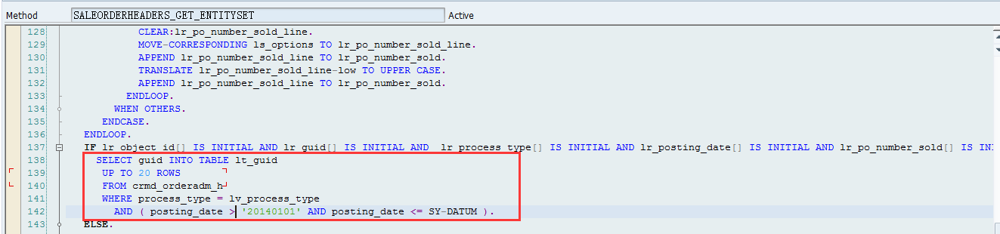 Method SALEORDERHEADERS_GET_ENTITYSET Active
128 CLEAR:lr_po_number_sold_line.
129 MOVE-CORRESPONDING ls_options TO lr_po_number_sold_line.
130 APPEND lr_po_number_sold_line TO lr_po_number_sold.
131 TRANSLATE lr_po_number_sold_line-low TO UPPER CASE.
132 APPEND lr_po_number_sold_line TO lr_po_number_sold.
133 ENDLOOP.
134 WHEN OTHERS.
135 ENDCASE.
136 ENDLOOP.
137 IF lr_object_id[] IS INITIAL AND lr_guid[] IS INITIAL AND lr_process_type[] IS INITIAL AND lr_posting_date[] IS INITIAL AND lr_po_number_sold[] IS INI
138 SELECT guid INTO TABLE lt_guid
139 UP TO 20 ROWS
140 FROM crmd_orderadm_h
141 WHERE process_type = lv_process_type
142 AND ( posting_date > '20140101' AND posting_date <= SY-DATUM ).
143 ELSE.